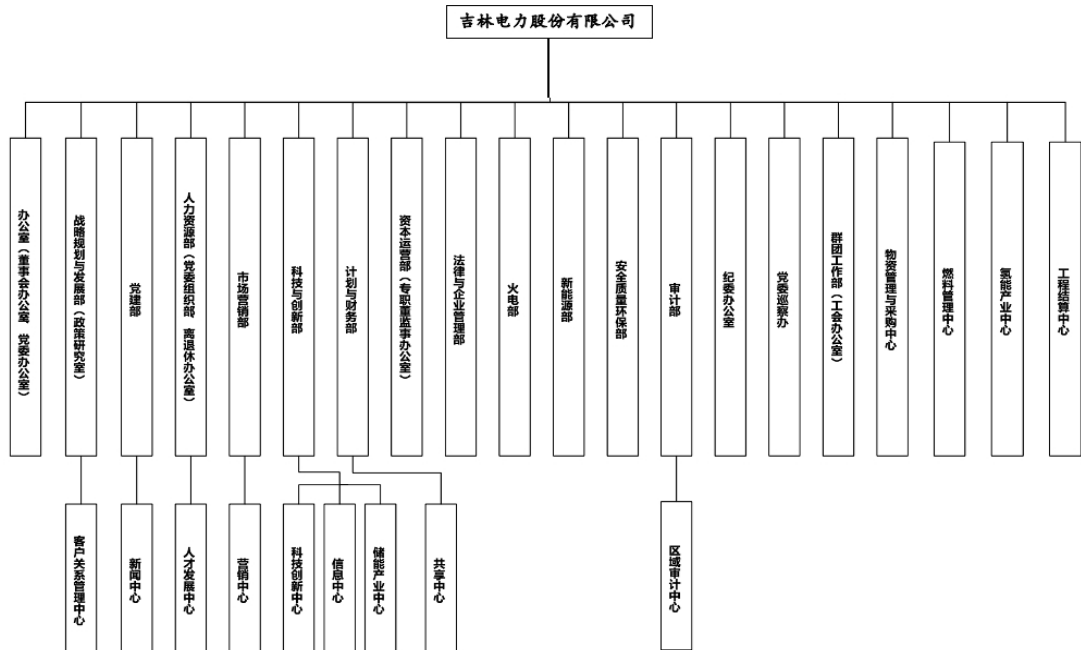 吉林电力股份有限公司
办公室（董事会办公室、党委办公室）
战略规划与发展部（政策研究室）
党建部
人力资源部（党委组织部 离退休办公室）
市场营销部
科技与创新部
计划与财务部
资本运营部（专职董监事办公室）
法律与企业管理部
火电部
新能源部
安全质量环保部
审计部
纪委办公室
党委巡察办
群团工作部（工会办公室）
物资管理与采购中心
燃料管理中心
氢能产业中心
工程结算中心
客户关系管理中心
新闻中心
人才发展中心
营销中心
科技创新中心
信息中心
储能产业中心
共享中心
区域审计中心